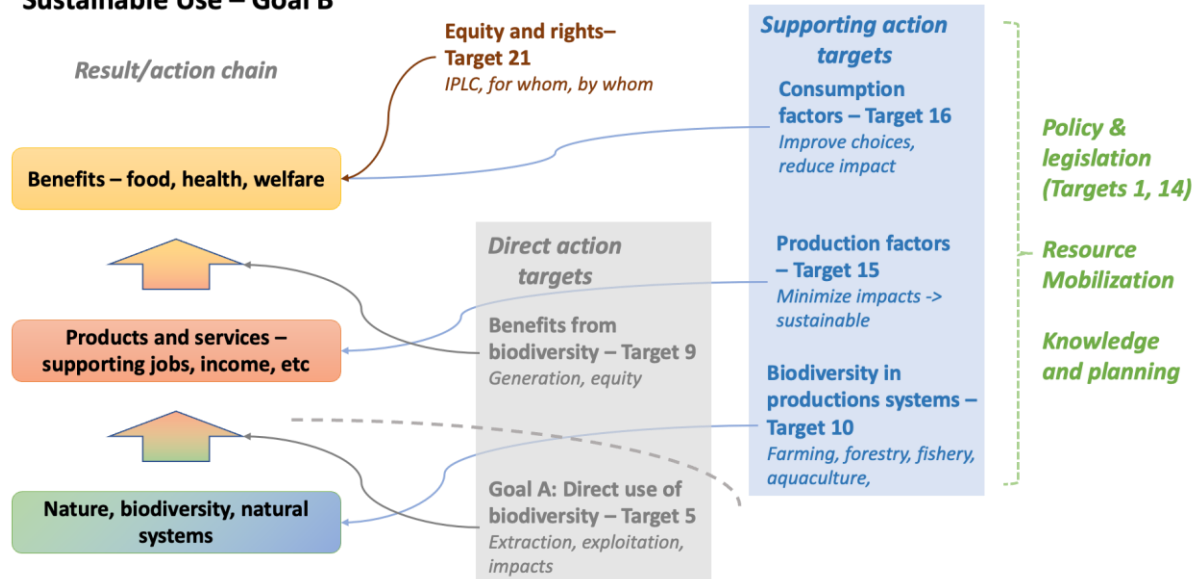 Sustainable Use – Goal B
Result/action chain
Benefits – food, health, welfare
Products and services –
supporting jobs, income, etc
Nature, biodiversity, natural
systems
Equity and rights–
Target 21
IPLC, for whom, by whom
Direct action
targets
Benefits from
biodiversity – Target 9
Generation, equity
Goal A: Direct use of
biodiversity – Target 5
Extraction, exploitation,
impacts
Supporting action
targets
Consumption
factors – Target 16
Improve choices,
reduce impact
Production factors
– Target 15
Minimize impacts ->
sustainable
Biodiversity in
productions systems –
Target 10
Farming, forestry, fishery,
aquaculture,
Policy &
legislation
(Targets 1, 14)
Resource
Mobilization
Knowledge
and planning